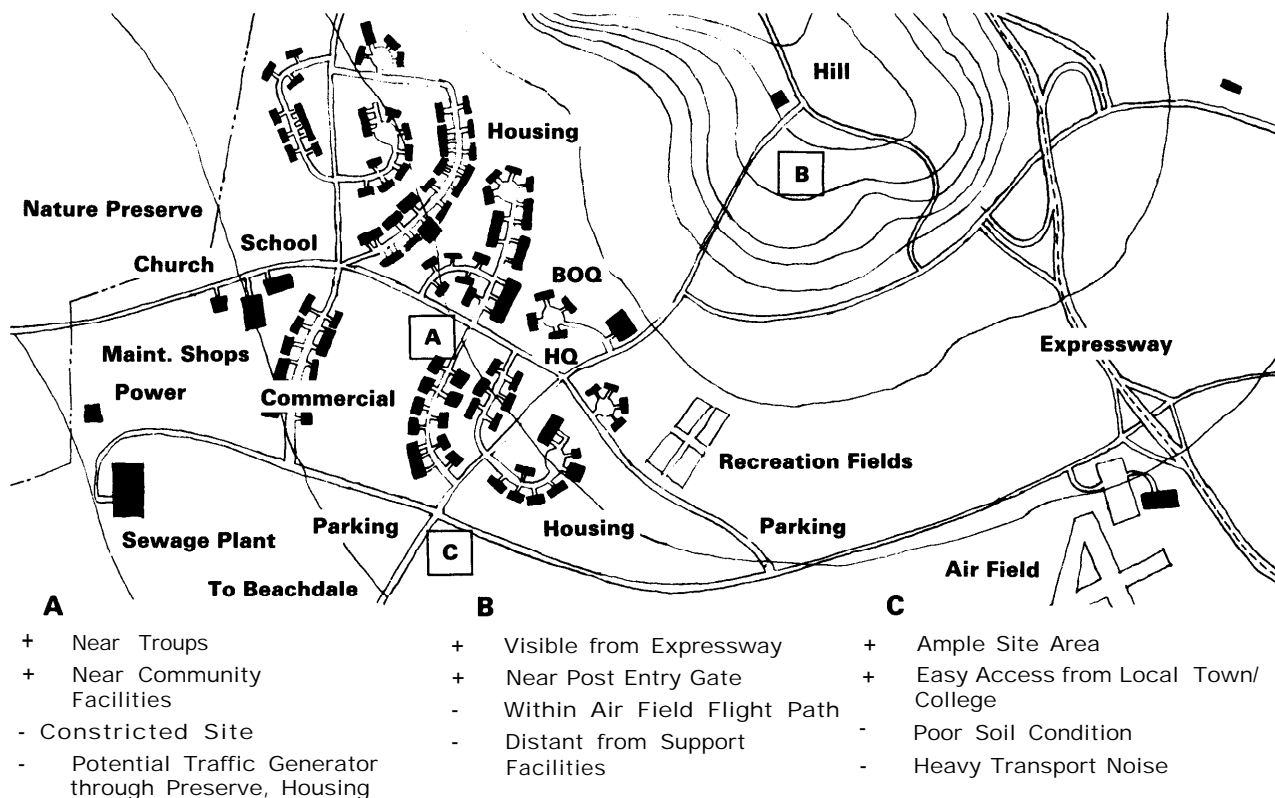 Hill
Housing
B
Nature Preserve
School
Church
BOQ
A
Maint. Shops
HQ
Expressway
Power
Commercial
Recreation Fields
Parking
Housing
Parking
Sewage Plant
C
Air Field
To Beachdale
A
+ Near Troups
+ Near Community
Facilities
- Constricted Site
- Potential Traffic Generator
through Preserve, Housing
B
+ Visible from Expressway
+ Near Post Entry Gate
- Within Air Field Flight Path
- Distant from Support
Facilities
C
+ Ample Site Area
+ Easy Access from Local Town/
College
- Poor Soil Condition
- Heavy Transport Noise